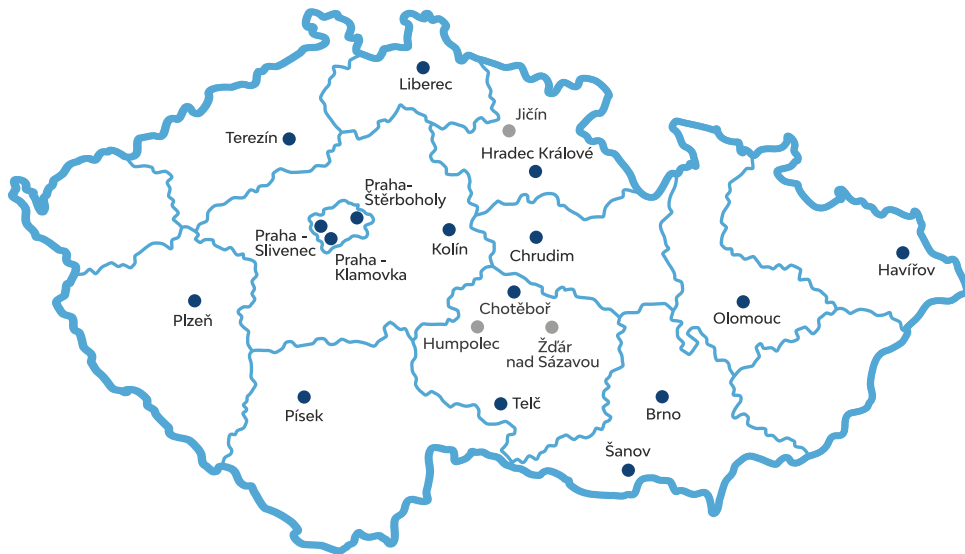 Liberec
Jičín
Terezín
Hradec Králové
Praha-
Štěrboholy
Praha -
Slivenec
Praha -
Klamovka
Kolín
Chrudim
Havířov
Plzeň
Chotěboř
Olomouc
Humpolec
Žďár
nad Sázavou
Písek
Telč
Brno
Šanov